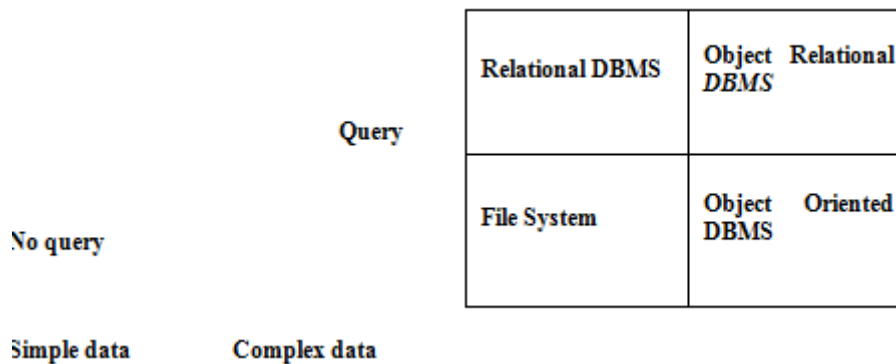 Relational DBMS
Object Relational
DBMS
Query
File System
Object Oriented
DBMS
No query
Simple data Complex data